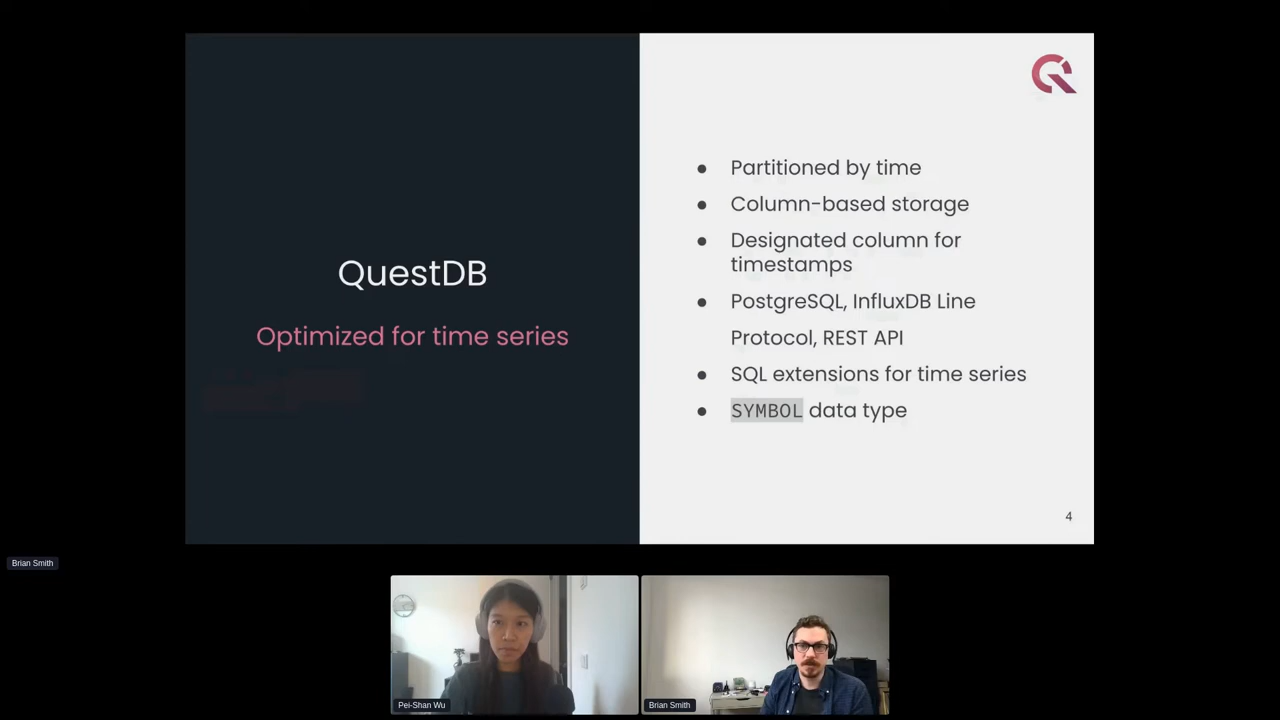 QuestDB
Optimized for time series
Partitioned by time
Column-based storage
Designated column for
timestamps
PostgreSQL, InfluxDB Line
Protocol, REST API
SQL extensions for time series
SYMBOL data type
4
Brian Smith
Pei-Shan Wu
Brian Smith